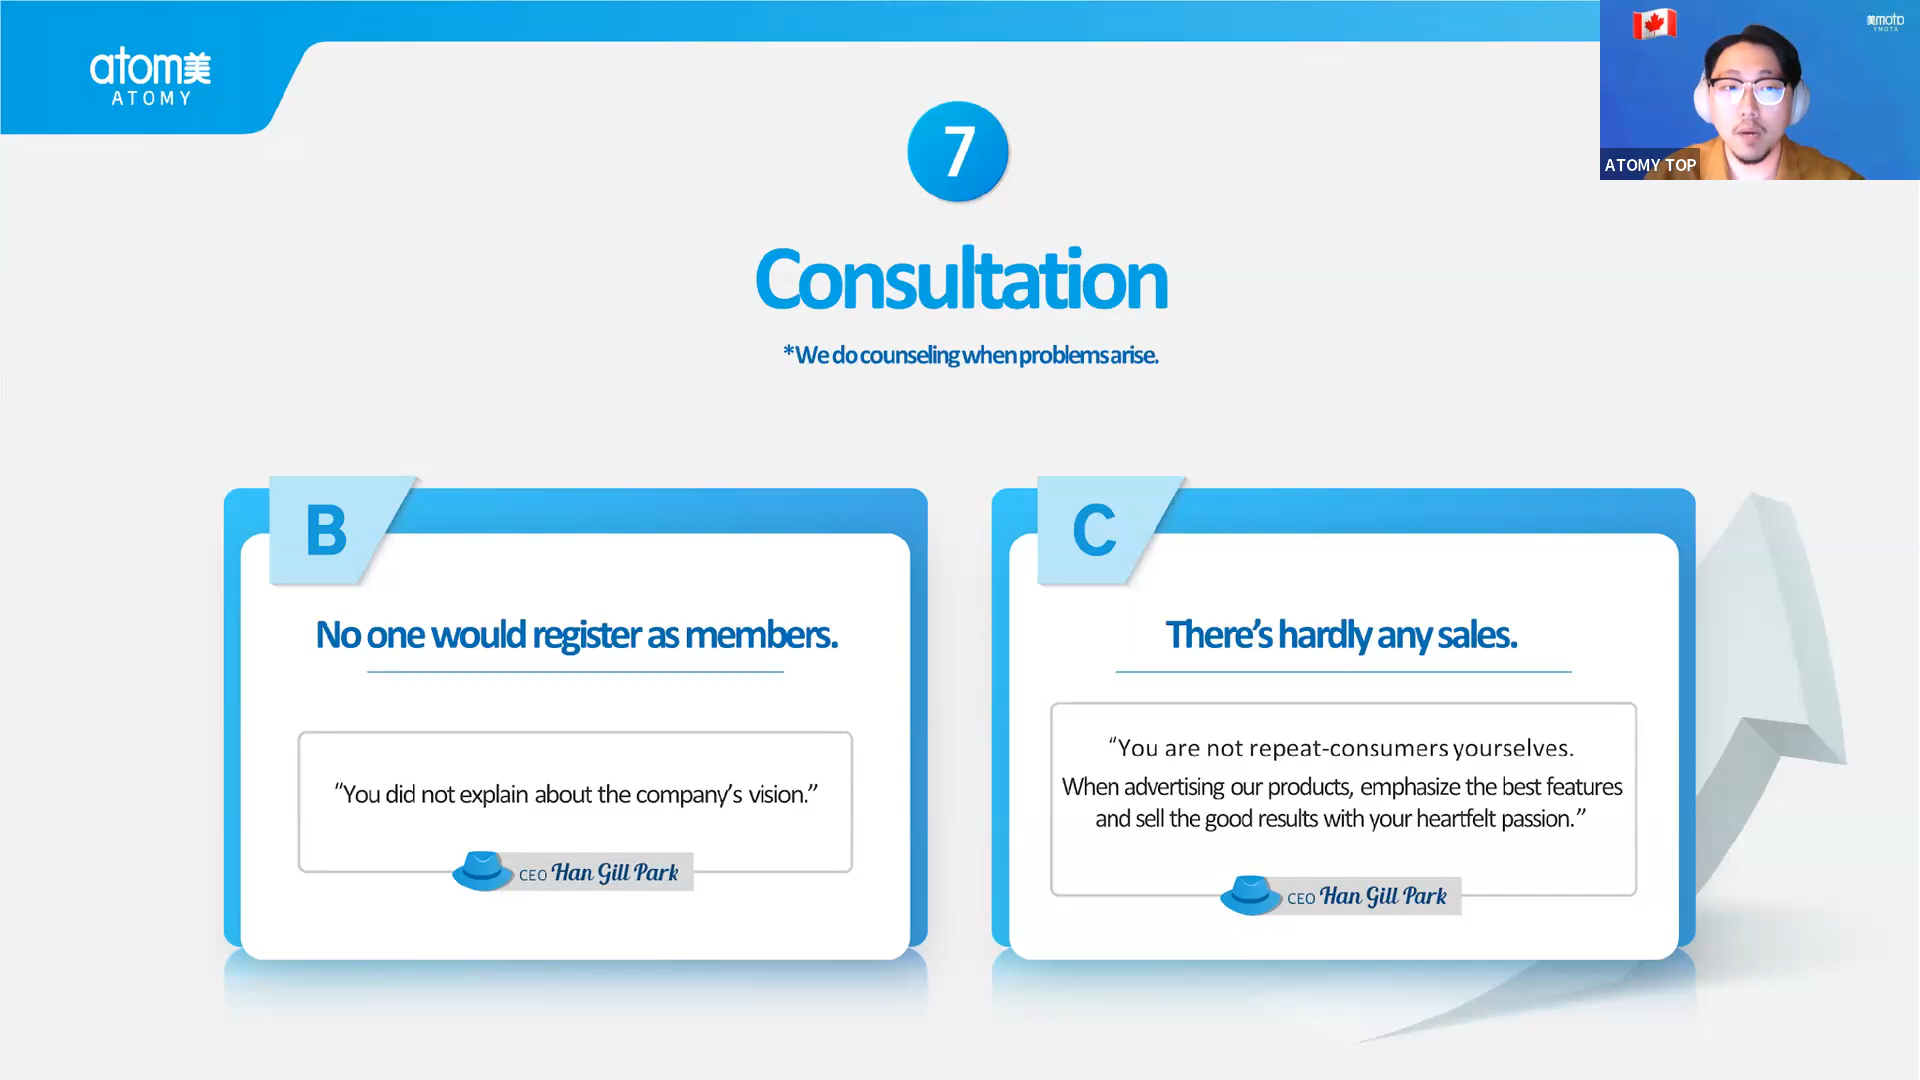 atom美
ATOMY
ATOMY TOP
7
Consultation
*We do counseling when problems arise.
B
No one would register as members.
“You did not explain about the company’s vision.”
CEO Han Gill Park
C
There’s hardly any sales.
“You are not repeat-consumers yourselves.
When advertising our products, emphasize the best features
and sell the good results with your heartfelt passion.”
CEO Han Gill Park